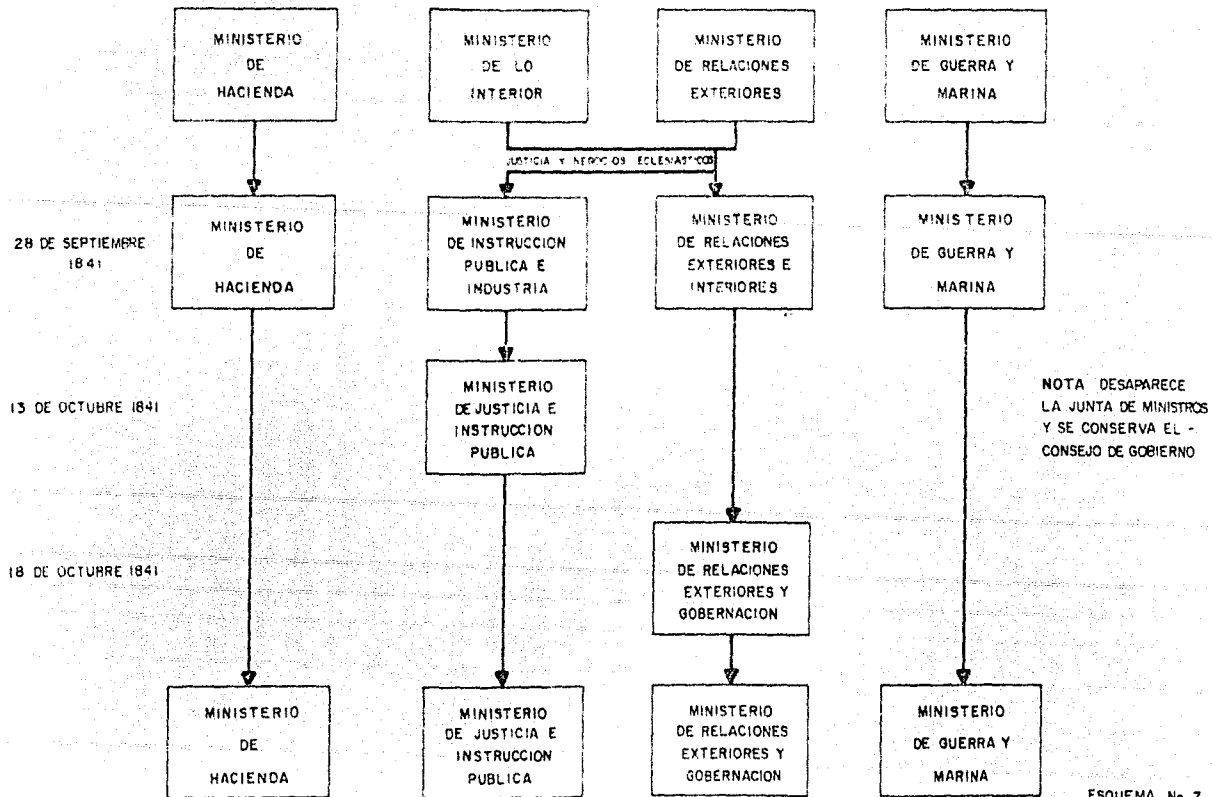 MINISTERIO
DE
HACIENDA
MINISTERIO
DE LO
INTERIOR
MINISTERIO
DE RELACIONES
EXTERIORES
MINISTERIO
DE GUERRA Y
MARINA
JUSTICIA Y NEGOCIOS ECLESIASTICOS
28 DE SEPTIEMBRE
1841
MINISTERIO
DE
HACIENDA
MINISTERIO
DE INSTRUCCION
PUBLICA E
INDUSTRIA
MINISTERIO
DE RELACIONES
EXTERIORES E
INTERIORES
MINISTERIO
DE GUERRA Y
MARINA
13 DE OCTUBRE 1841
MINISTERIO
DE JUSTICIA E
INSTRUCCION
PUBLICA
NOTA DESAPARECE
LA JUNTA DE MINISTROS
Y SE CONSERVA EL -
CONSEJO DE GOBIERNO
18 DE OCTUBRE 1841
MINISTERIO
DE RELACIONES
EXTERIORES Y
GOBERNACION
MINISTERIO
DE
HACIENDA
MINISTERIO
DE JUSTICIA E
INSTRUCCION
PUBLICA
MINISTERIO
DE RELACIONES
EXTERIORES Y
GOBERNACION
MINISTERIO
DE GUERRA Y
MARINA
ESQUEMA No 7